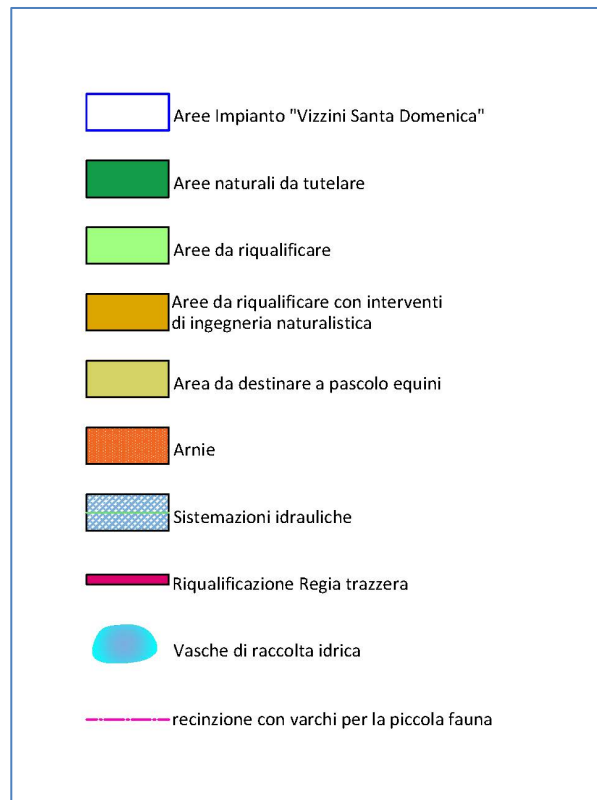 Aree Impianto "Vizzini Santa Domenica"
Aree naturali da tutelare
Aree da riqualificare
Aree da riqualificare con interventi
di ingegneria naturalistica
Area da destinare a pascolo equini
Arnie
Sistemazioni idrauliche
Riqualificazione Regia trazzera
Vasche di raccolta idrica
recinzione con varchi per la piccola fauna